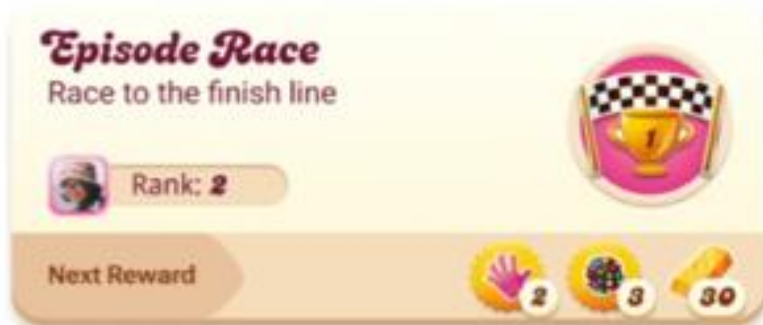 Episode Race
Race to the finish line
1
Rank: 2
Next Reward
2
3
30